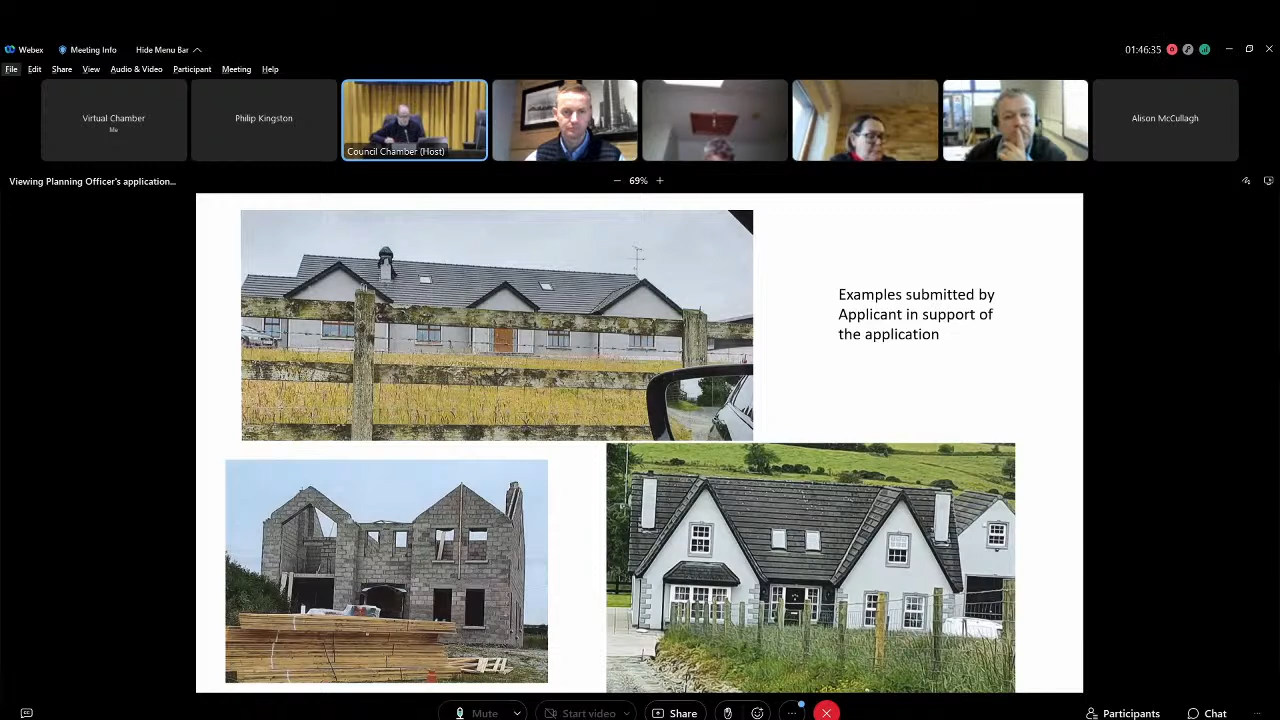 Webex
Meeting Info
Hide Menu Bar
01:46:35
File Edit Share View Audio & Video Participant Meeting Help
Virtual Chamber
Me
Philip Kingston
Council Chamber (Host)
Alison McCullagh
Viewing Planning Officer's application...
69%
Examples submitted by
Applicant in support of
the application
Mute
Start video
Share
Participants
Chat